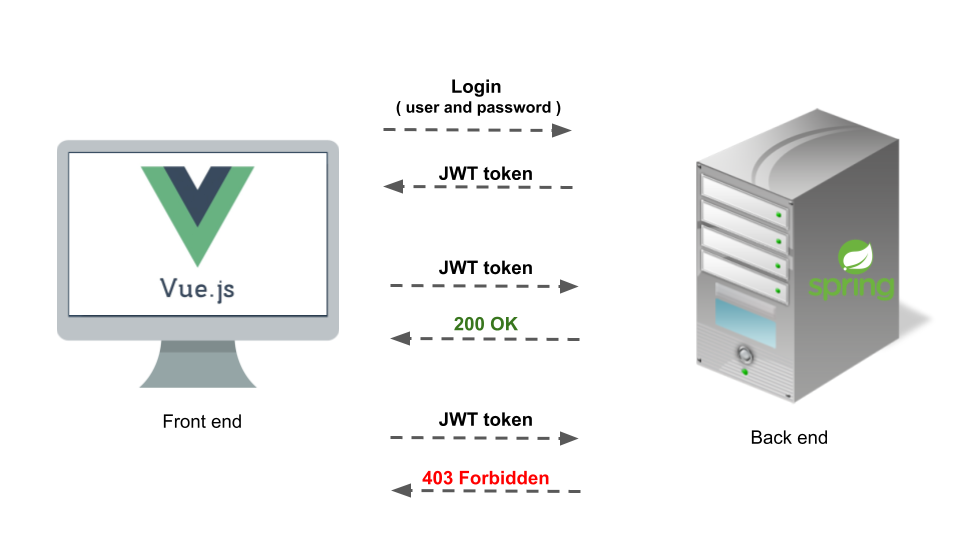 Login
( user and password )
JWT token
Vue.js
JWT token
200 OK
spring
Front end
JWT token
Back end
403 Forbidden